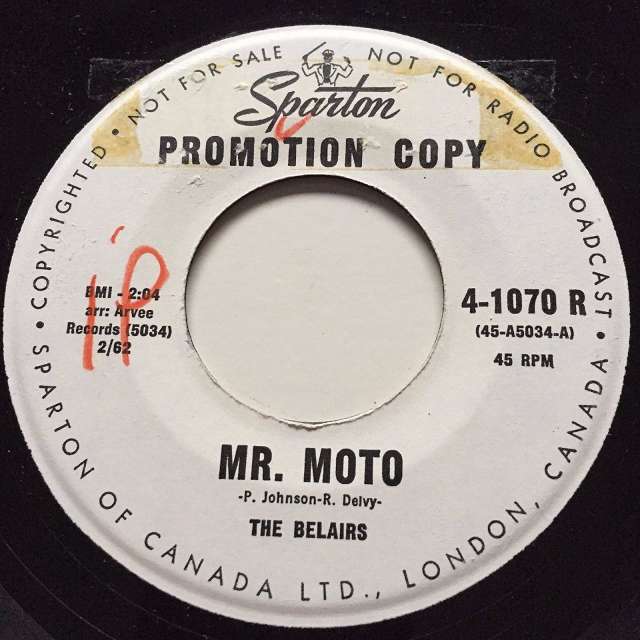 COPYRIGHTED • NOT FOR SALE NOT FOR RADIO BROADCAST
Sparton
PROMOTION COPY
BMI - 2:04
arr: Arvee
Records (5034)
2/62
4-1070 R
(45-A5034-A)
45 RPM
MR. MOTO
-P. Johnson-R. Delvy-
THE BELAIRS
• SPARTON OF CANADA LTD., LONDON, CANADA •